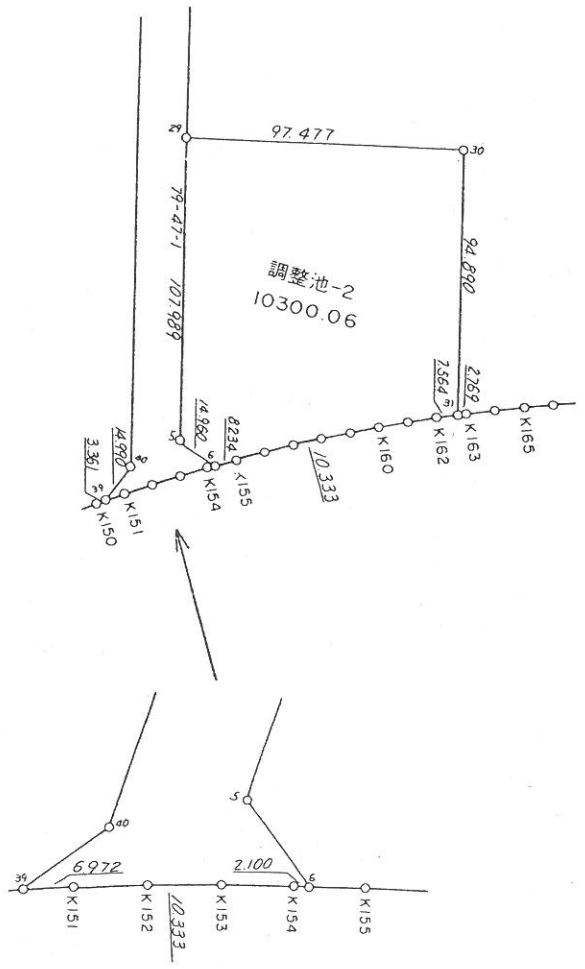 29
97.477
30
79-47-1
107.989
94.890
調整池-2
10300.06
7.564
31
2.769
K162
K163
K165
K160
10.333
5
14.960
6
8.234
K154
K155
40
14.990
3.361
39
K150
K151
5
40
39
6.972
2.100
6
K151
K152
10.333
K153
K154
K155